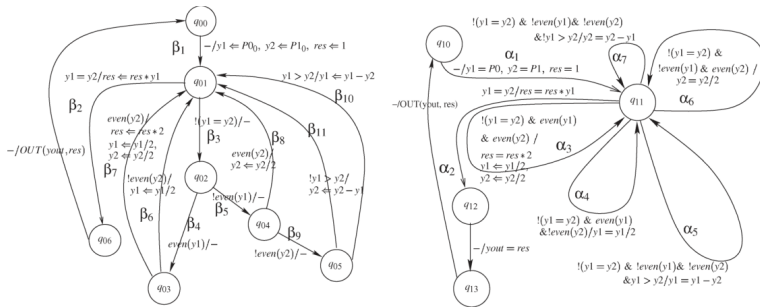 q00
β1
−/y1 ⇐ P0₀, y2 ⇐ P1₀, res ⇐ 1
q01
y1 = y2/res ⇐ res * y1
y1 > y2/y1 ⇐ y1 − y2
β10
β2
even(y2)/
res ⇐ res * 2
y1 ⇐ y1/2,
y2 ⇐ y2/2
!(y1 = y2)/−
β3
β8
β11
−/OUT(yout, res)
even(y2)/
y2 ⇐ y2/2
β7
!even(y2)/
y1 ⇐ y1/2
q02
!y1 > y2/
y2 ⇐ y2 − y1
!even(y1)/−
β6
β4
β5
q04
β9
q06
even(y1)/−
!even(y2)/−
q05
q03
!(y1 = y2) & !even(y1)& !even(y2)
&!y1 > y2/y2 = y2 − y1
q10
α1
α7
−/y1 = P0, y2 = P1, res = 1
!(y1 = y2) &
!even(y1) & even(y2) /
y2 = y2/2
y1 = y2/res = res * y1
q11
α6
−/OUT(yout, res)
!(y1 = y2) & even(y1)
& even(y2) /
res = res * 2
y1 ⇐ y1/2,
y2 ⇐ y2/2
α3
α2
α4
q12
!(y1 = y2) & even(y1)
&!even(y2)/y1 = y1/2
α5
−/yout = res
!(y1 = y2) & !even(y1)& !even(y2)
&y1 > y2/y1 = y1 − y2
q13